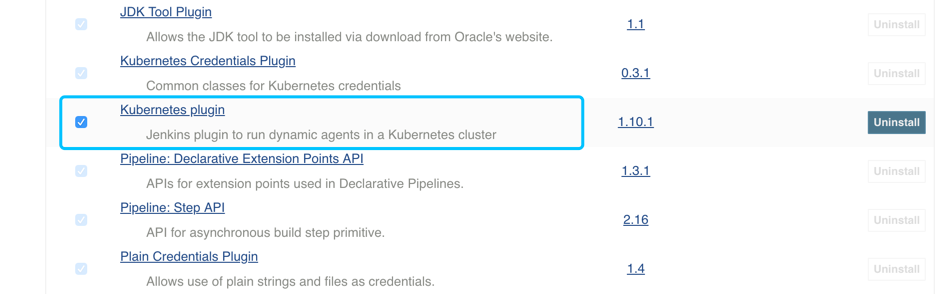 JDK Tool Plugin
Allows the JDK tool to be installed via download from Oracle's website.
1.1
Uninstall
Kubernetes Credentials Plugin
Common classes for Kubernetes credentials
0.3.1
Uninstall
Kubernetes plugin
Jenkins plugin to run dynamic agents in a Kubernetes cluster
1.10.1
Uninstall
Pipeline: Declarative Extension Points API
APIs for extension points used in Declarative Pipelines.
1.3.1
Uninstall
Pipeline: Step API
API for asynchronous build step primitive.
2.16
Uninstall
Plain Credentials Plugin
Allows use of plain strings and files as credentials.
1.4
Uninstall